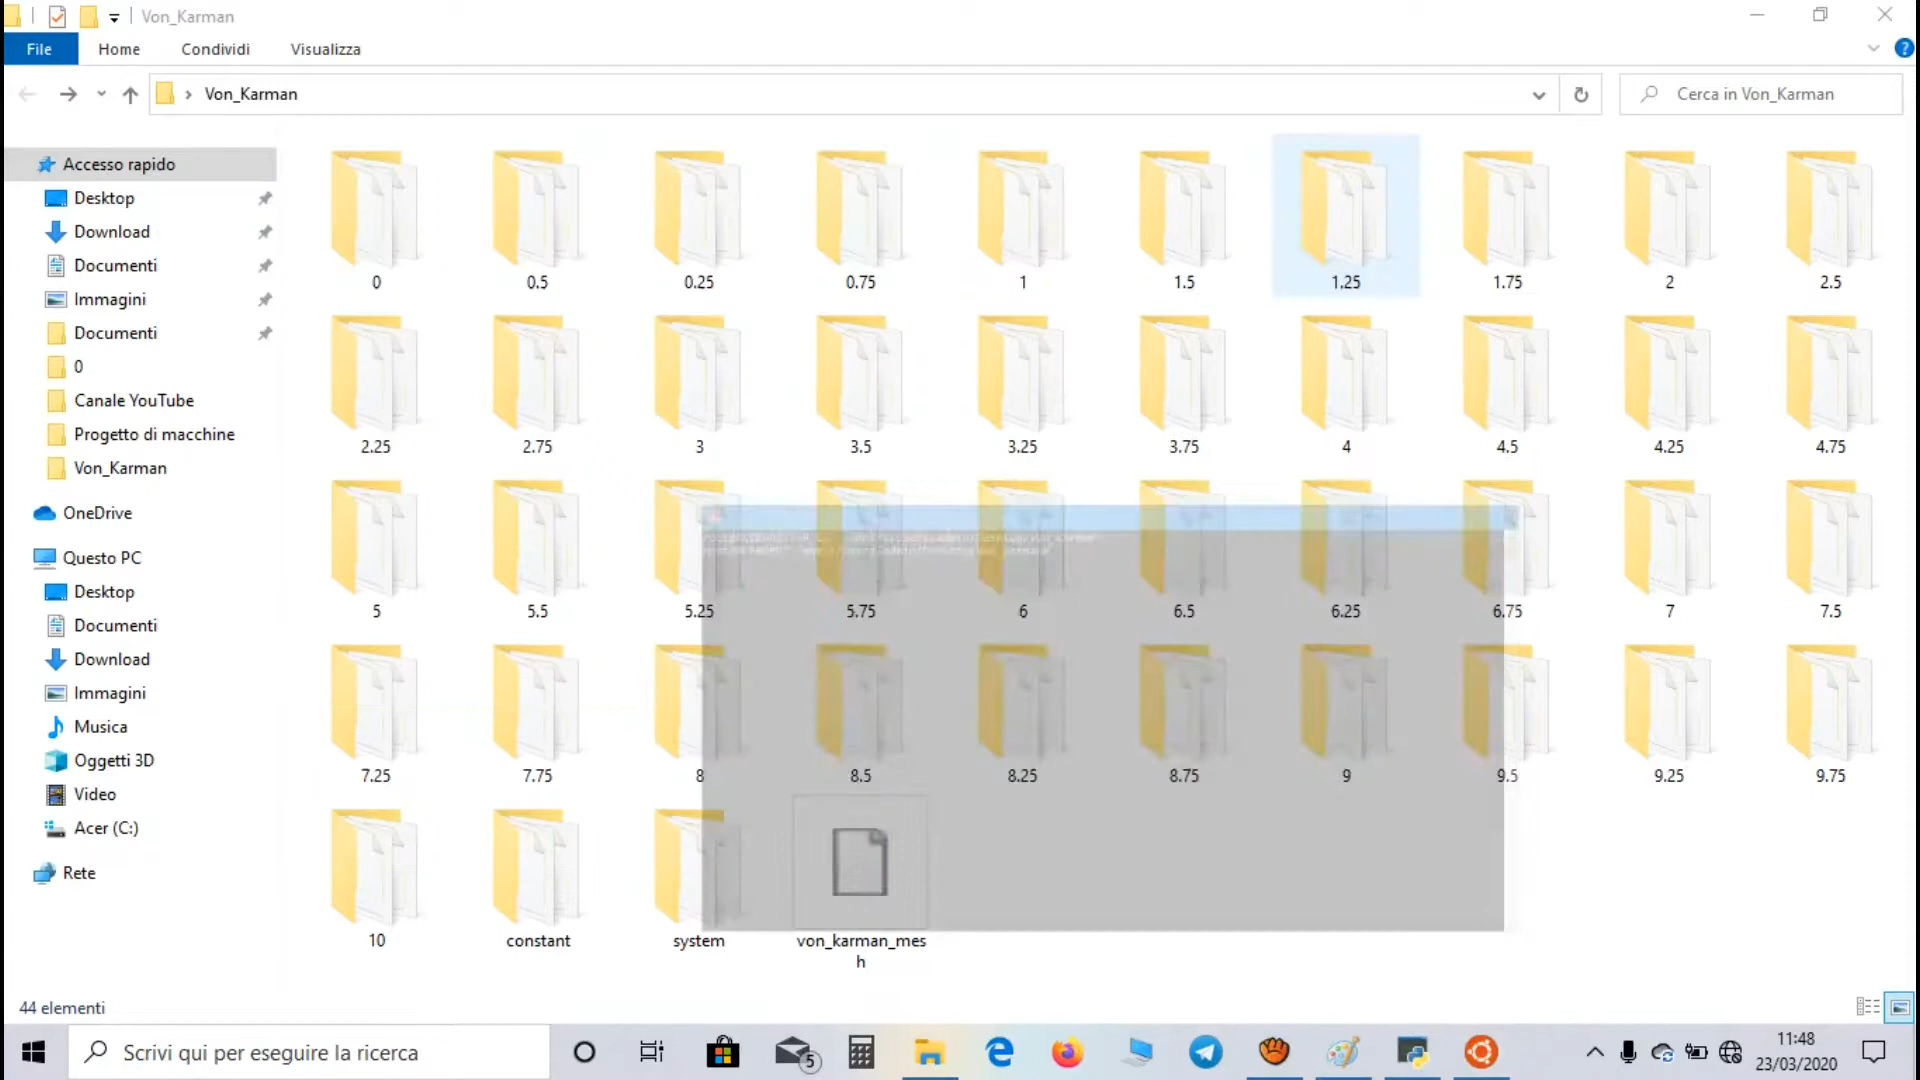 Von_Karman
File Home Condividi Visualizza
Von_Karman
Cerca in Von_Karman
Accesso rapido
Desktop
Download
Documenti
Immagini
Documenti
0
Canale YouTube
Progetto di macchine
Von_Karman
OneDrive
Questo PC
Desktop
Documenti
Download
Immagini
Musica
Oggetti 3D
Video
Acer (C:)
Rete
0 0.5 0.25 0.75 1 1.5 1.25 1.75 2 2.5
2.25 2.75 3 3.5 3.25 3.75 4 4.5 4.25 4.75
5 5.5 5.25 5.75 6 6.5 6.25 6.75 7 7.5
7.25 7.75 8 8.5 8.25 8.75 9 9.5 9.25 9.75
10 constant system von_karman_mes
h
44 elementi
Scrivi qui per eseguire la ricerca
5
11:48
23/03/2020